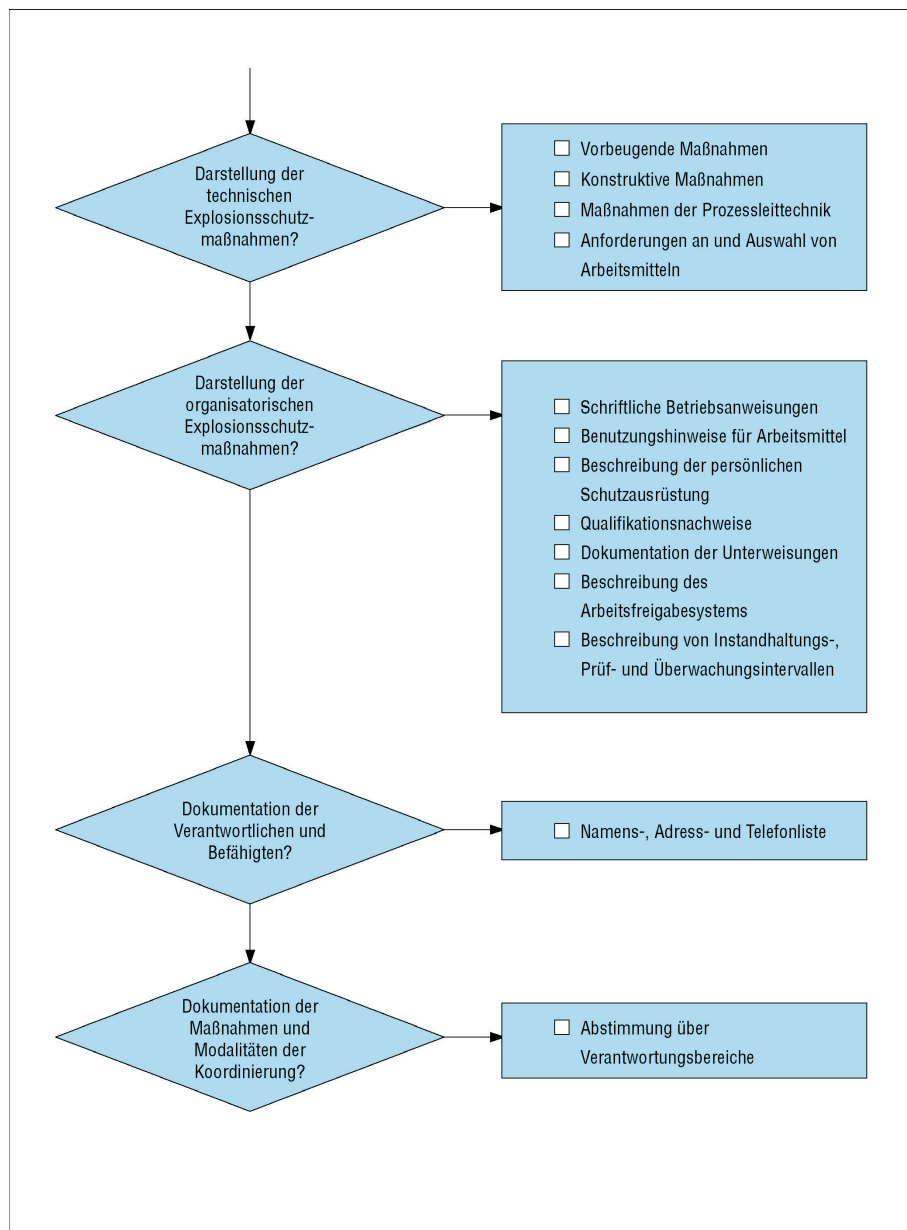 Darstellung der
technischen
Explosionsschutz-
maßnahmen?
☐ Vorbeugende Maßnahmen
☐ Konstruktive Maßnahmen
☐ Maßnahmen der Prozessleittechnik
☐ Anforderungen an und Auswahl von
Arbeitsmitteln
Darstellung der
organisatorischen
Explosionsschutz-
maßnahmen?
☐ Schriftliche Betriebsanweisungen
☐ Benutzungshinweise für Arbeitsmittel
☐ Beschreibung der persönlichen
Schutzausrüstung
☐ Qualifikationsnachweise
☐ Dokumentation der Unterweisungen
☐ Beschreibung des
Arbeitsfreigabesystems
☐ Beschreibung von Instandhaltungs-,
Prüf- und Überwachungsintervallen
Dokumentation der
Verantwortlichen und
Befähigten?
☐ Namens-, Adress- und Telefonliste
Dokumentation der
Maßnahmen und
Modalitäten der
Koordinierung?
☐ Abstimmung über
Verantwortungsbereiche